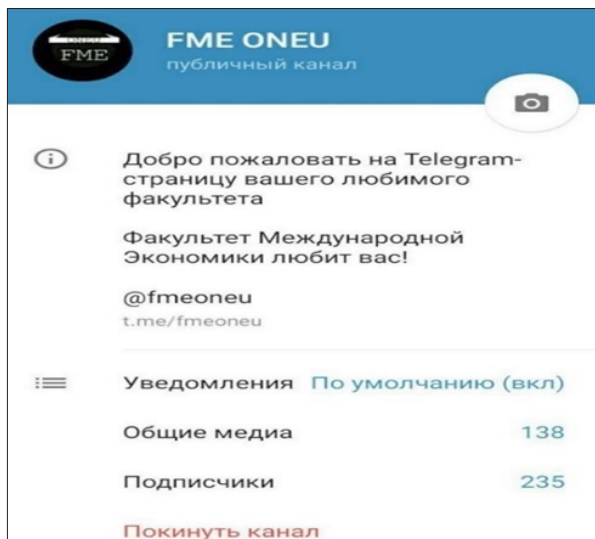 ONEU
FME
FME ONEU
публичный канал
Добро пожаловать на Telegram-
страницу вашего любимого
факультета
Факультет Международной
Экономики любит вас!
@fmeoneu
t.me/fmeoneu
Уведомления По умолчанию (вкл)
Общие медиа 138
Подписчики 235
Покинуть канал